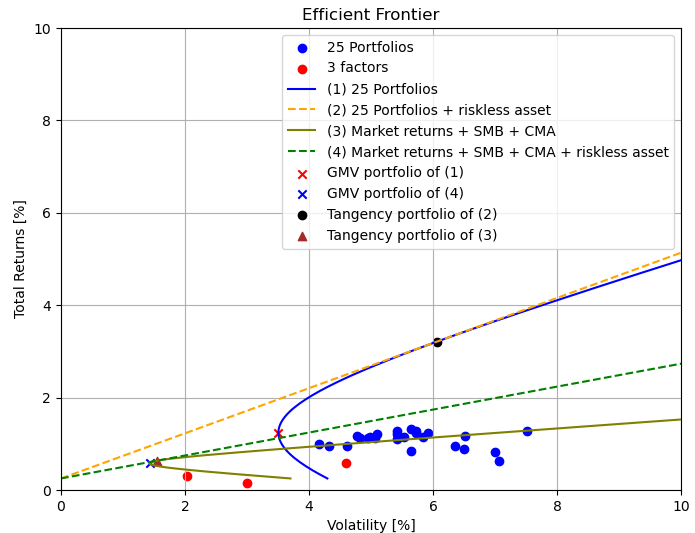 Efficient Frontier
25 Portfolios
3 factors
(1) 25 Portfolios
(2) 25 Portfolios + riskless asset
(3) Market returns + SMB + CMA
(4) Market returns + SMB + CMA + riskless asset
GMV portfolio of (1)
GMV portfolio of (4)
Tangency portfolio of (2)
Tangency portfolio of (3)
Total Returns [%]
10
8
6
4
2
0
0 2 4 6 8 10
Volatility [%]